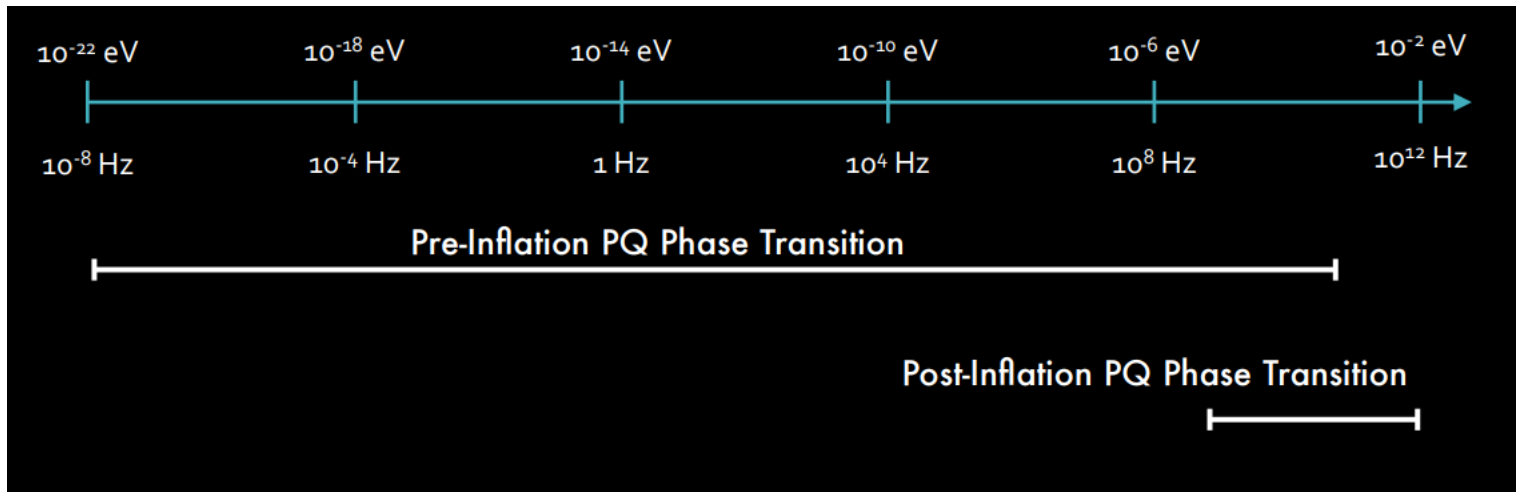 10⁻²² eV 10⁻¹⁸ eV 10⁻¹⁴ eV 10⁻¹⁰ eV 10⁻⁶ eV 10⁻² eV
10⁻⁸ Hz 10⁻⁴ Hz 1 Hz 10⁴ Hz 10⁸ Hz 10¹² Hz
Pre-Inflation PQ Phase Transition
Post-Inflation PQ Phase Transition